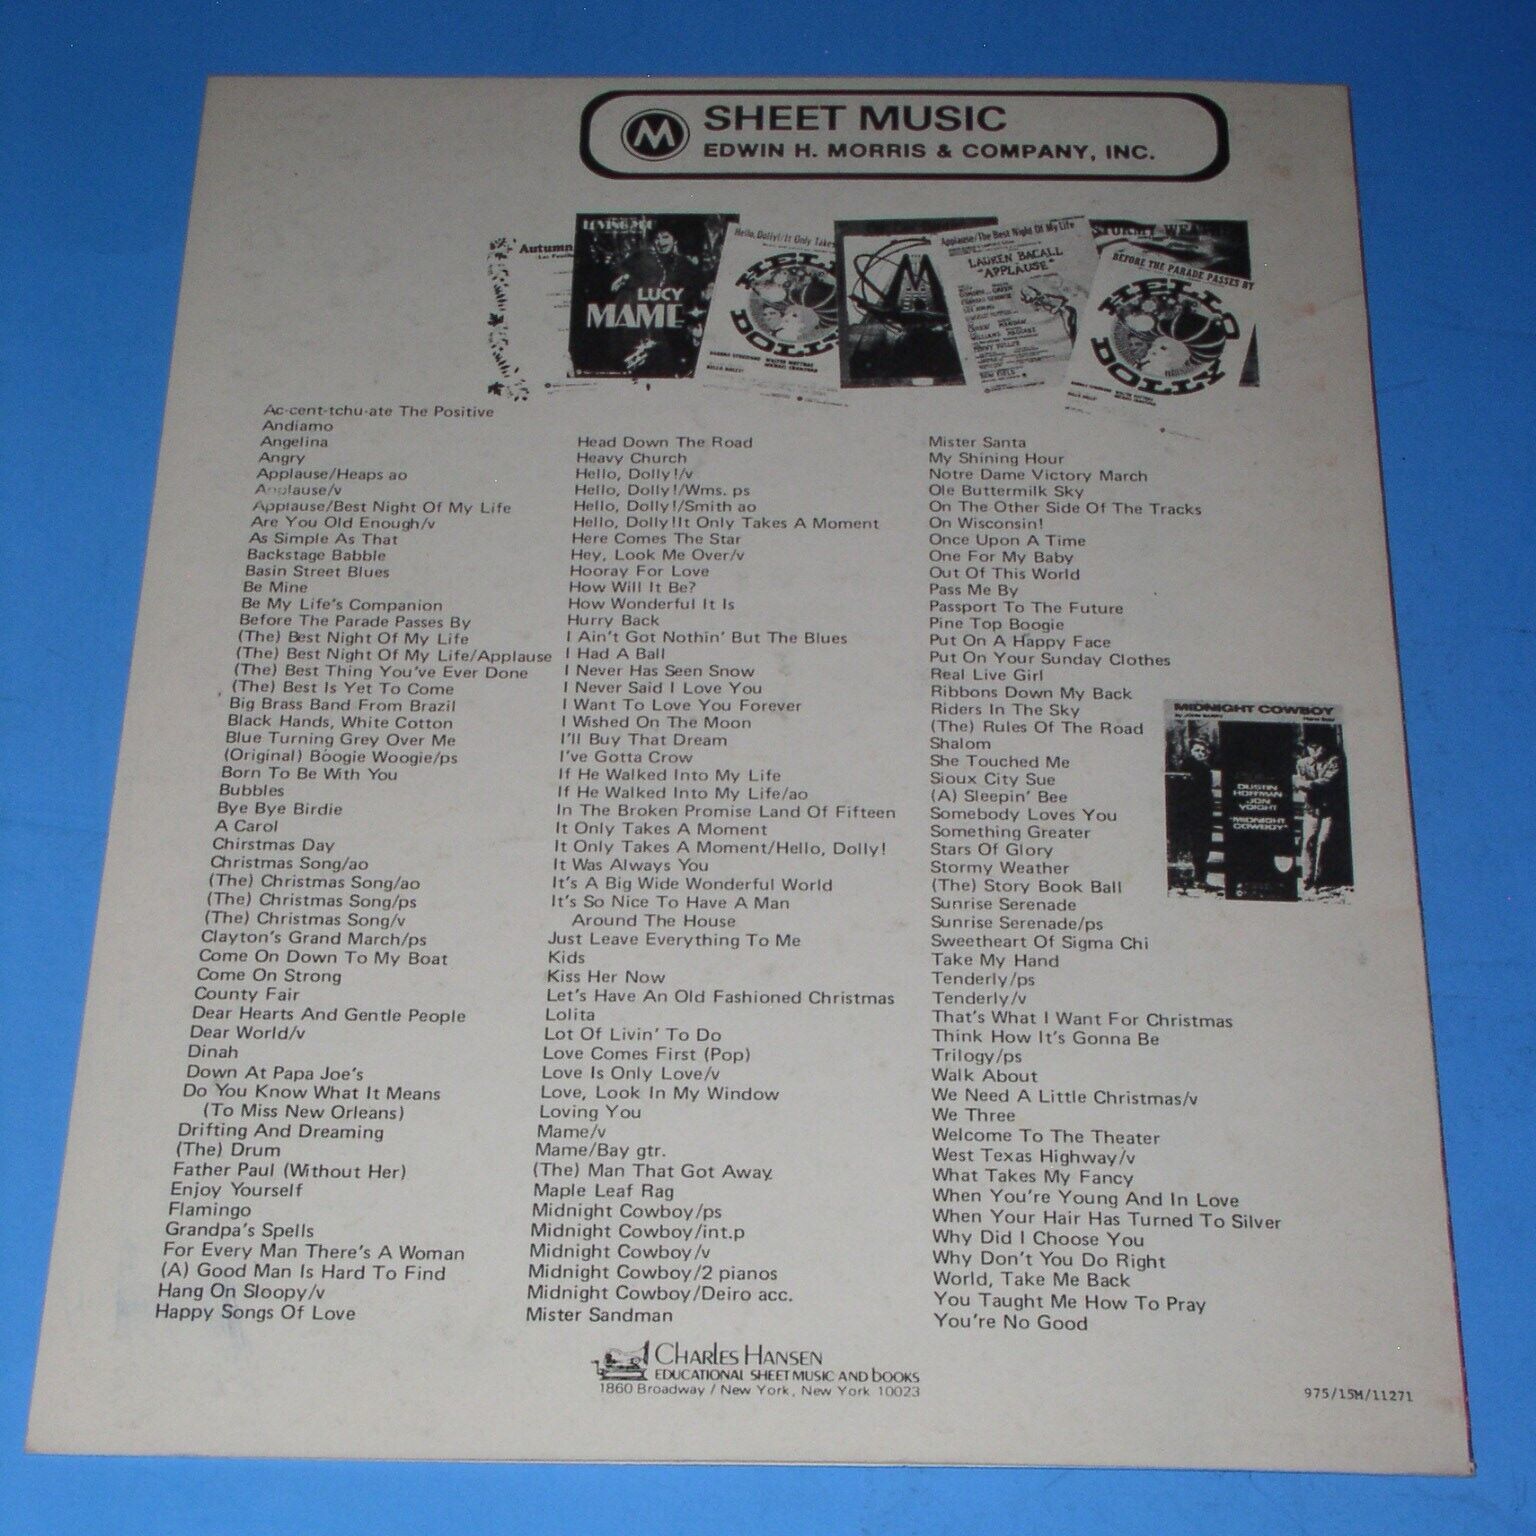 M
SHEET MUSIC
EDWIN H. MORRIS & COMPANY, INC.
Autumn
LUCY
MAME
Hello, Dolly!/It Only Takes
HELLO
DOLLY
M
Applause/The Best Night Of My Life
LAUREN BACALL
"APPLAUSE"
STORMY WEATHER
BEFORE THE PARADE PASSES BY
HELLO
DOLLY
Ac-cent-tchu-ate The Positive
Andiamo
Angelina
Angry
Applause/Heaps ao
Applause/v
Applause/Best Night Of My Life
Are You Old Enough/v
As Simple As That
Backstage Babble
Basin Street Blues
Be Mine
Be My Life's Companion
Before The Parade Passes By
(The) Best Night Of My Life
(The) Best Night Of My Life/Applause
(The) Best Thing You've Ever Done
(The) Best Is Yet To Come
Big Brass Band From Brazil
Black Hands, White Cotton
Blue Turning Grey Over Me
(Original) Boogie Woogie/ps
Born To Be With You
Bubbles
Bye Bye Birdie
A Carol
Chirstmas Day
Christmas Song/ao
(The) Christmas Song/ao
(The) Christmas Song/ps
(The) Christmas Song/v
Clayton's Grand March/ps
Come On Down To My Boat
Come On Strong
County Fair
Dear Hearts And Gentle People
Dear World/v
Dinah
Down At Papa Joe's
Do You Know What It Means
(To Miss New Orleans)
Drifting And Dreaming
(The) Drum
Father Paul (Without Her)
Enjoy Yourself
Flamingo
Grandpa's Spells
For Every Man There's A Woman
(A) Good Man Is Hard To Find
Hang On Sloopy/v
Happy Songs Of Love
Head Down The Road
Heavy Church
Hello, Dolly!/v
Hello, Dolly!/Wms. ps
Hello, Dolly!/Smith ao
Hello, Dolly!It Only Takes A Moment
Here Comes The Star
Hey, Look Me Over/v
Hooray For Love
How Will It Be?
How Wonderful It Is
Hurry Back
I Ain't Got Nothin' But The Blues
I Had A Ball
I Never Has Seen Snow
I Never Said I Love You
I Want To Love You Forever
I Wished On The Moon
I'll Buy That Dream
I've Gotta Crow
If He Walked Into My Life
If He Walked Into My Life/ao
In The Broken Promise Land Of Fifteen
It Only Takes A Moment
It Only Takes A Moment/Hello, Dolly!
It Was Always You
It's A Big Wide Wonderful World
It's So Nice To Have A Man
Around The House
Just Leave Everything To Me
Kids
Kiss Her Now
Let's Have An Old Fashioned Christmas
Lolita
Lot Of Livin' To Do
Love Comes First (Pop)
Love Is Only Love/v
Love, Look In My Window
Loving You
Mame/v
Mame/Bay gtr.
(The) Man That Got Away
Maple Leaf Rag
Midnight Cowboy/ps
Midnight Cowboy/int.p
Midnight Cowboy/v
Midnight Cowboy/2 pianos
Midnight Cowboy/Deiro acc.
Mister Sandman
Mister Santa
My Shining Hour
Notre Dame Victory March
Ole Buttermilk Sky
On The Other Side Of The Tracks
On Wisconsin!
Once Upon A Time
One For My Baby
Out Of This World
Pass Me By
Passport To The Future
Pine Top Boogie
Put On A Happy Face
Put On Your Sunday Clothes
Real Live Girl
Ribbons Down My Back
Riders In The Sky
(The) Rules Of The Road
Shalom
She Touched Me
Sioux City Sue
(A) Sleepin' Bee
Somebody Loves You
Something Greater
Stars Of Glory
Stormy Weather
(The) Story Book Ball
Sunrise Serenade
Sunrise Serenade/ps
Sweetheart Of Sigma Chi
Take My Hand
Tenderly/ps
Tenderly/v
That's What I Want For Christmas
Think How It's Gonna Be
Trilogy/ps
Walk About
We Need A Little Christmas/v
We Three
Welcome To The Theater
West Texas Highway/v
What Takes My Fancy
When You're Young And In Love
When Your Hair Has Turned To Silver
Why Did I Choose You
Why Don't You Do Right
World, Take Me Back
You Taught Me How To Pray
You're No Good
MIDNIGHT COWBOY
DUSTIN
HOFFMAN
JON
VOIGHT
"MIDNIGHT
COWBOY"
CHARLES HANSEN
EDUCATIONAL SHEET MUSIC AND BOOKS
1860 Broadway / New York, New York 10023
975/15M/11271